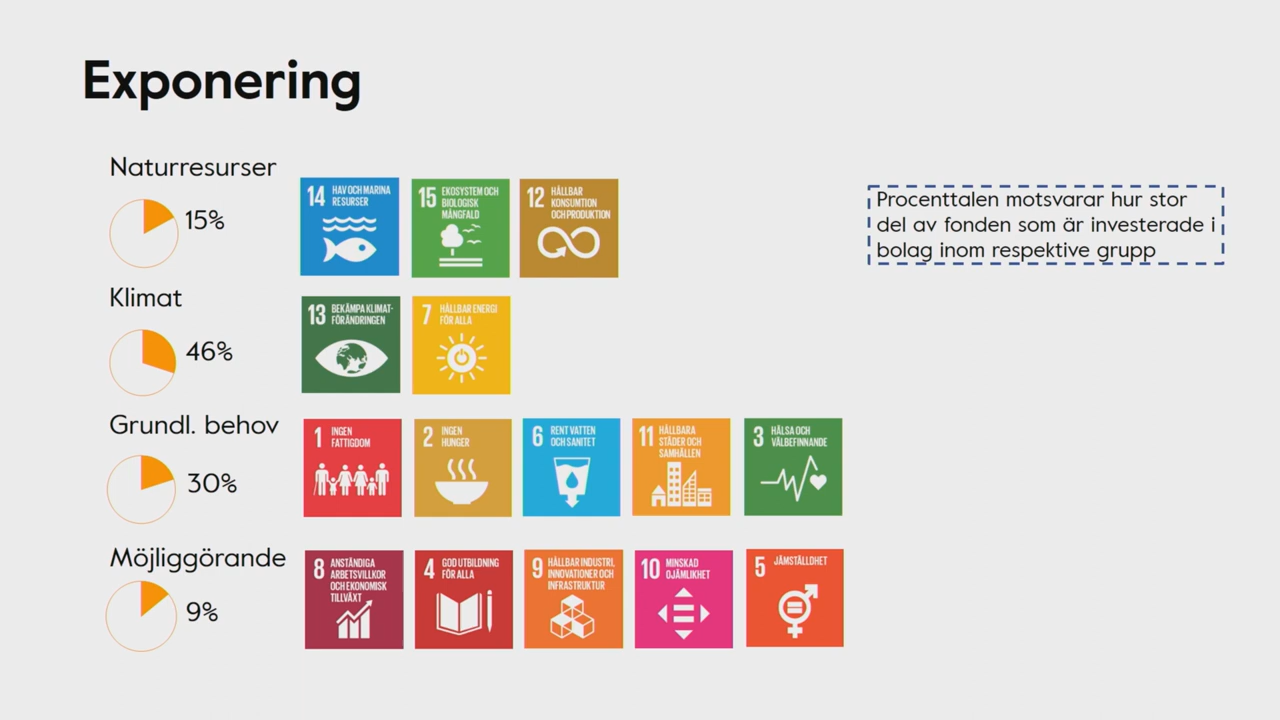 Exponering
Naturresurser
15%
14 HAV OCH MARINA
RESURSER
15 EKOSYSTEM OCH
BIOLOGISK
MÅNGFALD
12 HÅLLBAR
KONSUMTION
OCH PRODUKTION
Procenttalen motsvarar hur stor
del av fonden som är investerade i
bolag inom respektive grupp
Klimat
46%
13 BEKÄMPA KLIMAT-
FÖRÄNDRINGEN
7 HÅLLBAR ENERGI
FÖR ALLA
Grundl. behov
30%
1 INGEN
FATTIGDOM
2 INGEN
HUNGER
6 RENT VATTEN
OCH SANITET
11 HÅLLBARA
STÄDER OCH
SAMHÄLLEN
3 HÄLSA OCH
VÄLBEFINNANDE
Möjliggörande
9%
8 ANSTÄNDIGA
ARBETSVILLKOR
OCH EKONOMISK
TILLVÄXT
4 GOD UTBILDNING
FÖR ALLA
9 HÅLLBAR INDUSTRI,
INNOVATIONER OCH
INFRASTRUKTUR
10 MINSKAD
OJÄMLIKHET
5 JÄMSTÄLLDHET